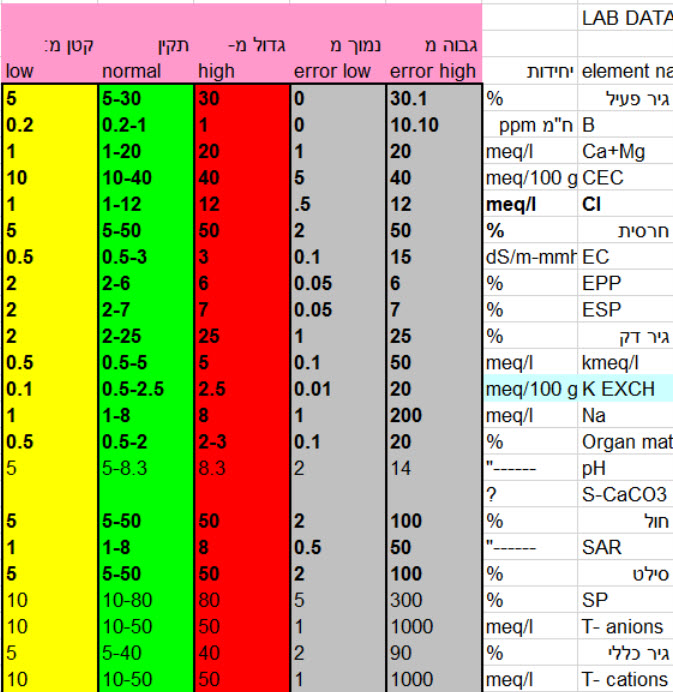 LAB DATA
קטן מ: תקין גדול מ- נמוך מ גבוה מ
low normal high error low error high יחידות element na
5 5-30 30 0 30.1 % גיר פעיל
0.2 0.2-1 1 0 10.10 ppm ח"מ B
1 1-20 20 1 20 meq/l Ca+Mg
10 10-40 40 5 40 meq/100 g CEC
1 1-12 12 .5 12 meq/l Cl
5 5-50 50 2 50 % חרסית
0.5 0.5-3 3 0.1 15 dS/m-mmh EC
2 2-6 6 0.05 6 % EPP
2 2-7 7 0.05 7 % ESP
2 2-25 25 1 25 % גיר דק
0.5 0.5-5 5 0.1 50 meq/l kmeq/l
0.1 0.5-2.5 2.5 0.01 20 meq/100 g K EXCH
1 1-8 8 1 200 meq/l Na
0.5 0.5-2 2-3 0.1 20 % Organ mat
5 5-8.3 8.3 2 14 "------ pH
? S-CaCO3
5 5-50 50 2 100 % חול
1 1-8 8 0.5 50 "------ SAR
5 5-50 50 2 100 % סילט
10 10-80 80 5 300 % SP
10 10-50 50 1 1000 meq/l T- anions
5 5-40 40 2 90 % גיר כללי
10 10-50 50 1 1000 meq/l T- cations